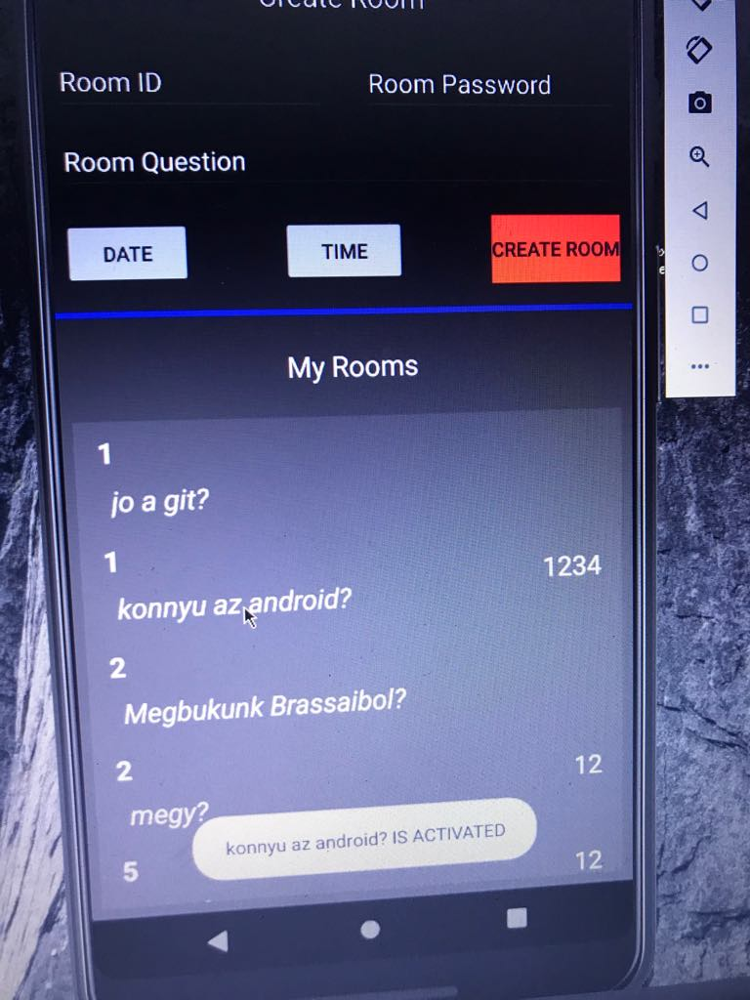 Create Room
Room ID
Room Password
Room Question
DATE
TIME
CREATE ROOM
My Rooms
1
jo a git?
1
1234
konnyu az android?
2
Megbukunk Brassaibol?
2
12
megy?
konnyu az android? IS ACTIVATED
5
12